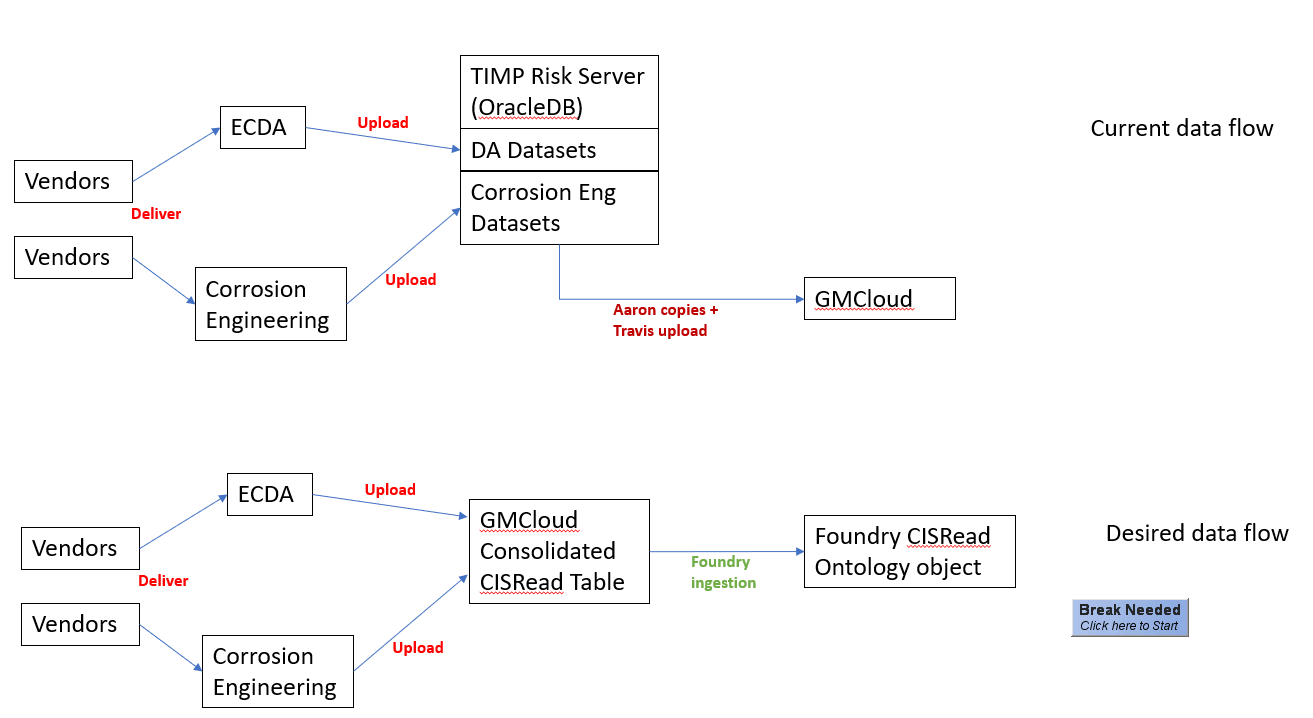 TIMP Risk Server
(OracleDB)
Current data flow
ECDA
Upload
DA Datasets
Vendors
Corrosion Eng
Datasets
Deliver
Vendors
Upload
Corrosion
Engineering
GMCloud
Aaron copies +
Travis upload
ECDA
Upload
GMCloud
Consolidated
CISRead Table
Foundry CISRead
Ontology object
Desired data flow
Vendors
Foundry
ingestion
Deliver
Vendors
Break Needed
Click here to Start
Upload
Corrosion
Engineering